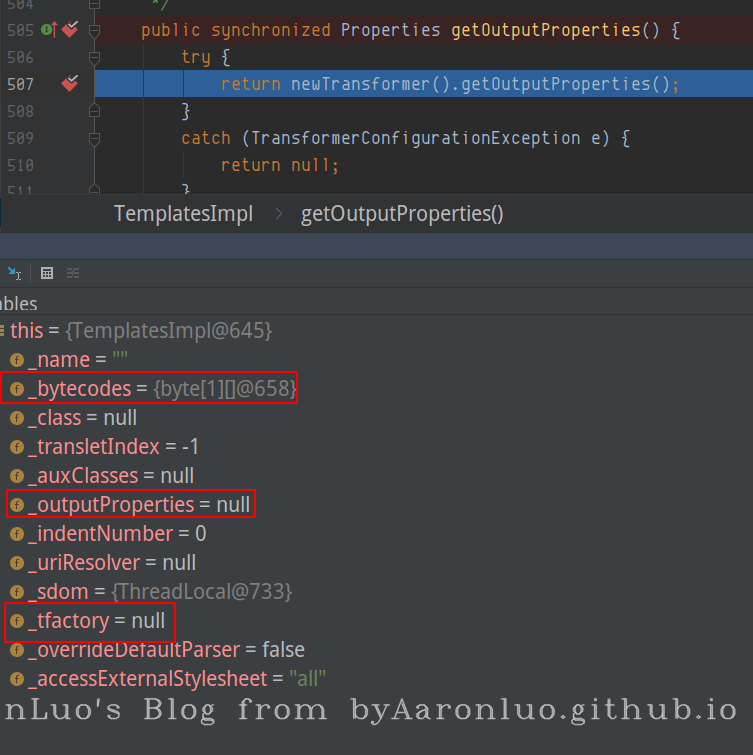 504 */
505 public synchronized Properties getOutputProperties() {
506 try {
507 return newTransformer().getOutputProperties();
508 }
509 catch (TransformerConfigurationException e) {
510 return null;
511 }
TemplatesImpl > getOutputProperties()
ables
this = {TemplatesImpl@645}
f _name = ""
f _bytecodes = {byte[1][]@658}
f _class = null
f _transletIndex = -1
f _auxClasses = null
f _outputProperties = null
f _indentNumber = 0
f _uriResolver = null
f _sdom = {ThreadLocal@733}
f _tfactory = null
f _overrideDefaultParser = false
f _accessExternalStylesheet = "all"
nLuo's Blog from byAaronluo.github.io